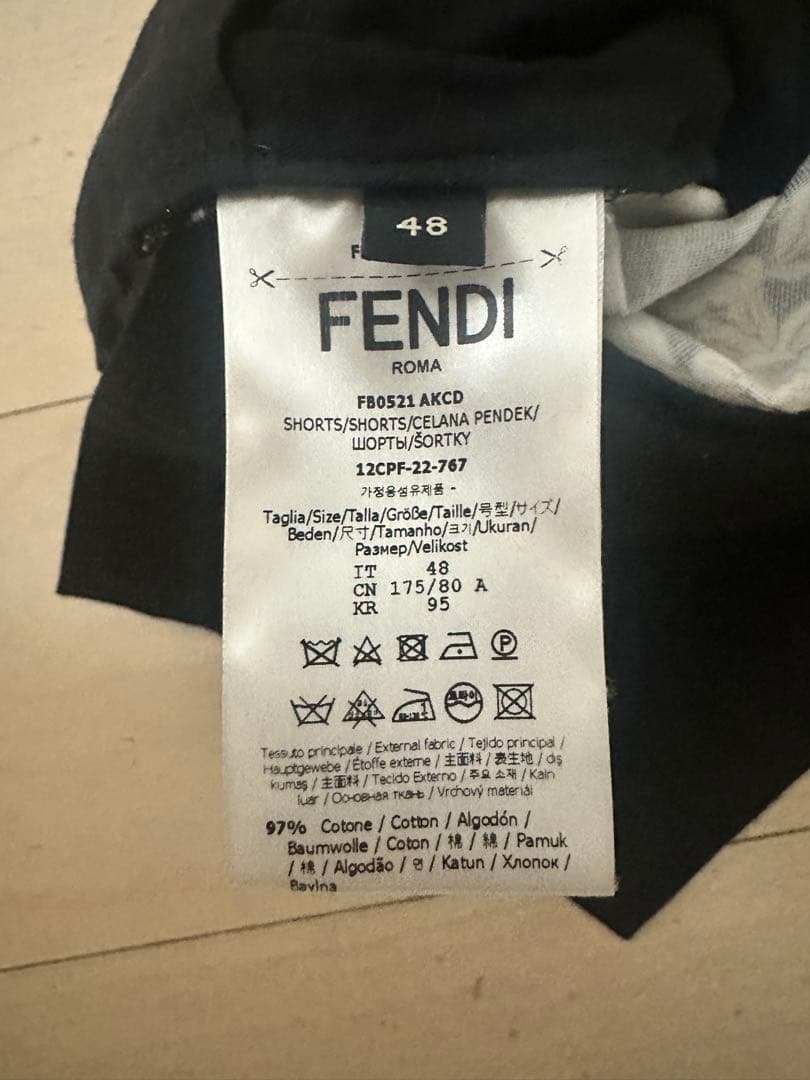 48
F
FENDI
ROMA
FB0521 AKCD
SHORTS/SHORTS/CELANA PENDEK/
ШОРТЫ/ŠORTKY
12CPF-22-767
가정용섬유제품 -
Taglia/Size/Talla/Größe/Taille/号型/サイズ/
Beden/尺寸/Tamanho/크기/Ukuran/
Размер/Velikost
IT 48
CN 175/80 A
KR 95
P
드라이
Tessuto principale / External fabric / Tejido principal /
Hauptgewebe / Étoffe externe / 主面料 / 表生地 / dış
kumaş / 主面料 / Tecido Externo / 주요 소재 / Kain
luar / Основная ткань / Vrchový materiál
97% Cotone / Cotton / Algodón /
Baumwolle / Coton / 棉 / 綿 / Pamuk
/ 棉 / Algodão / 면 / Katun / Хлопок /
Bavlna